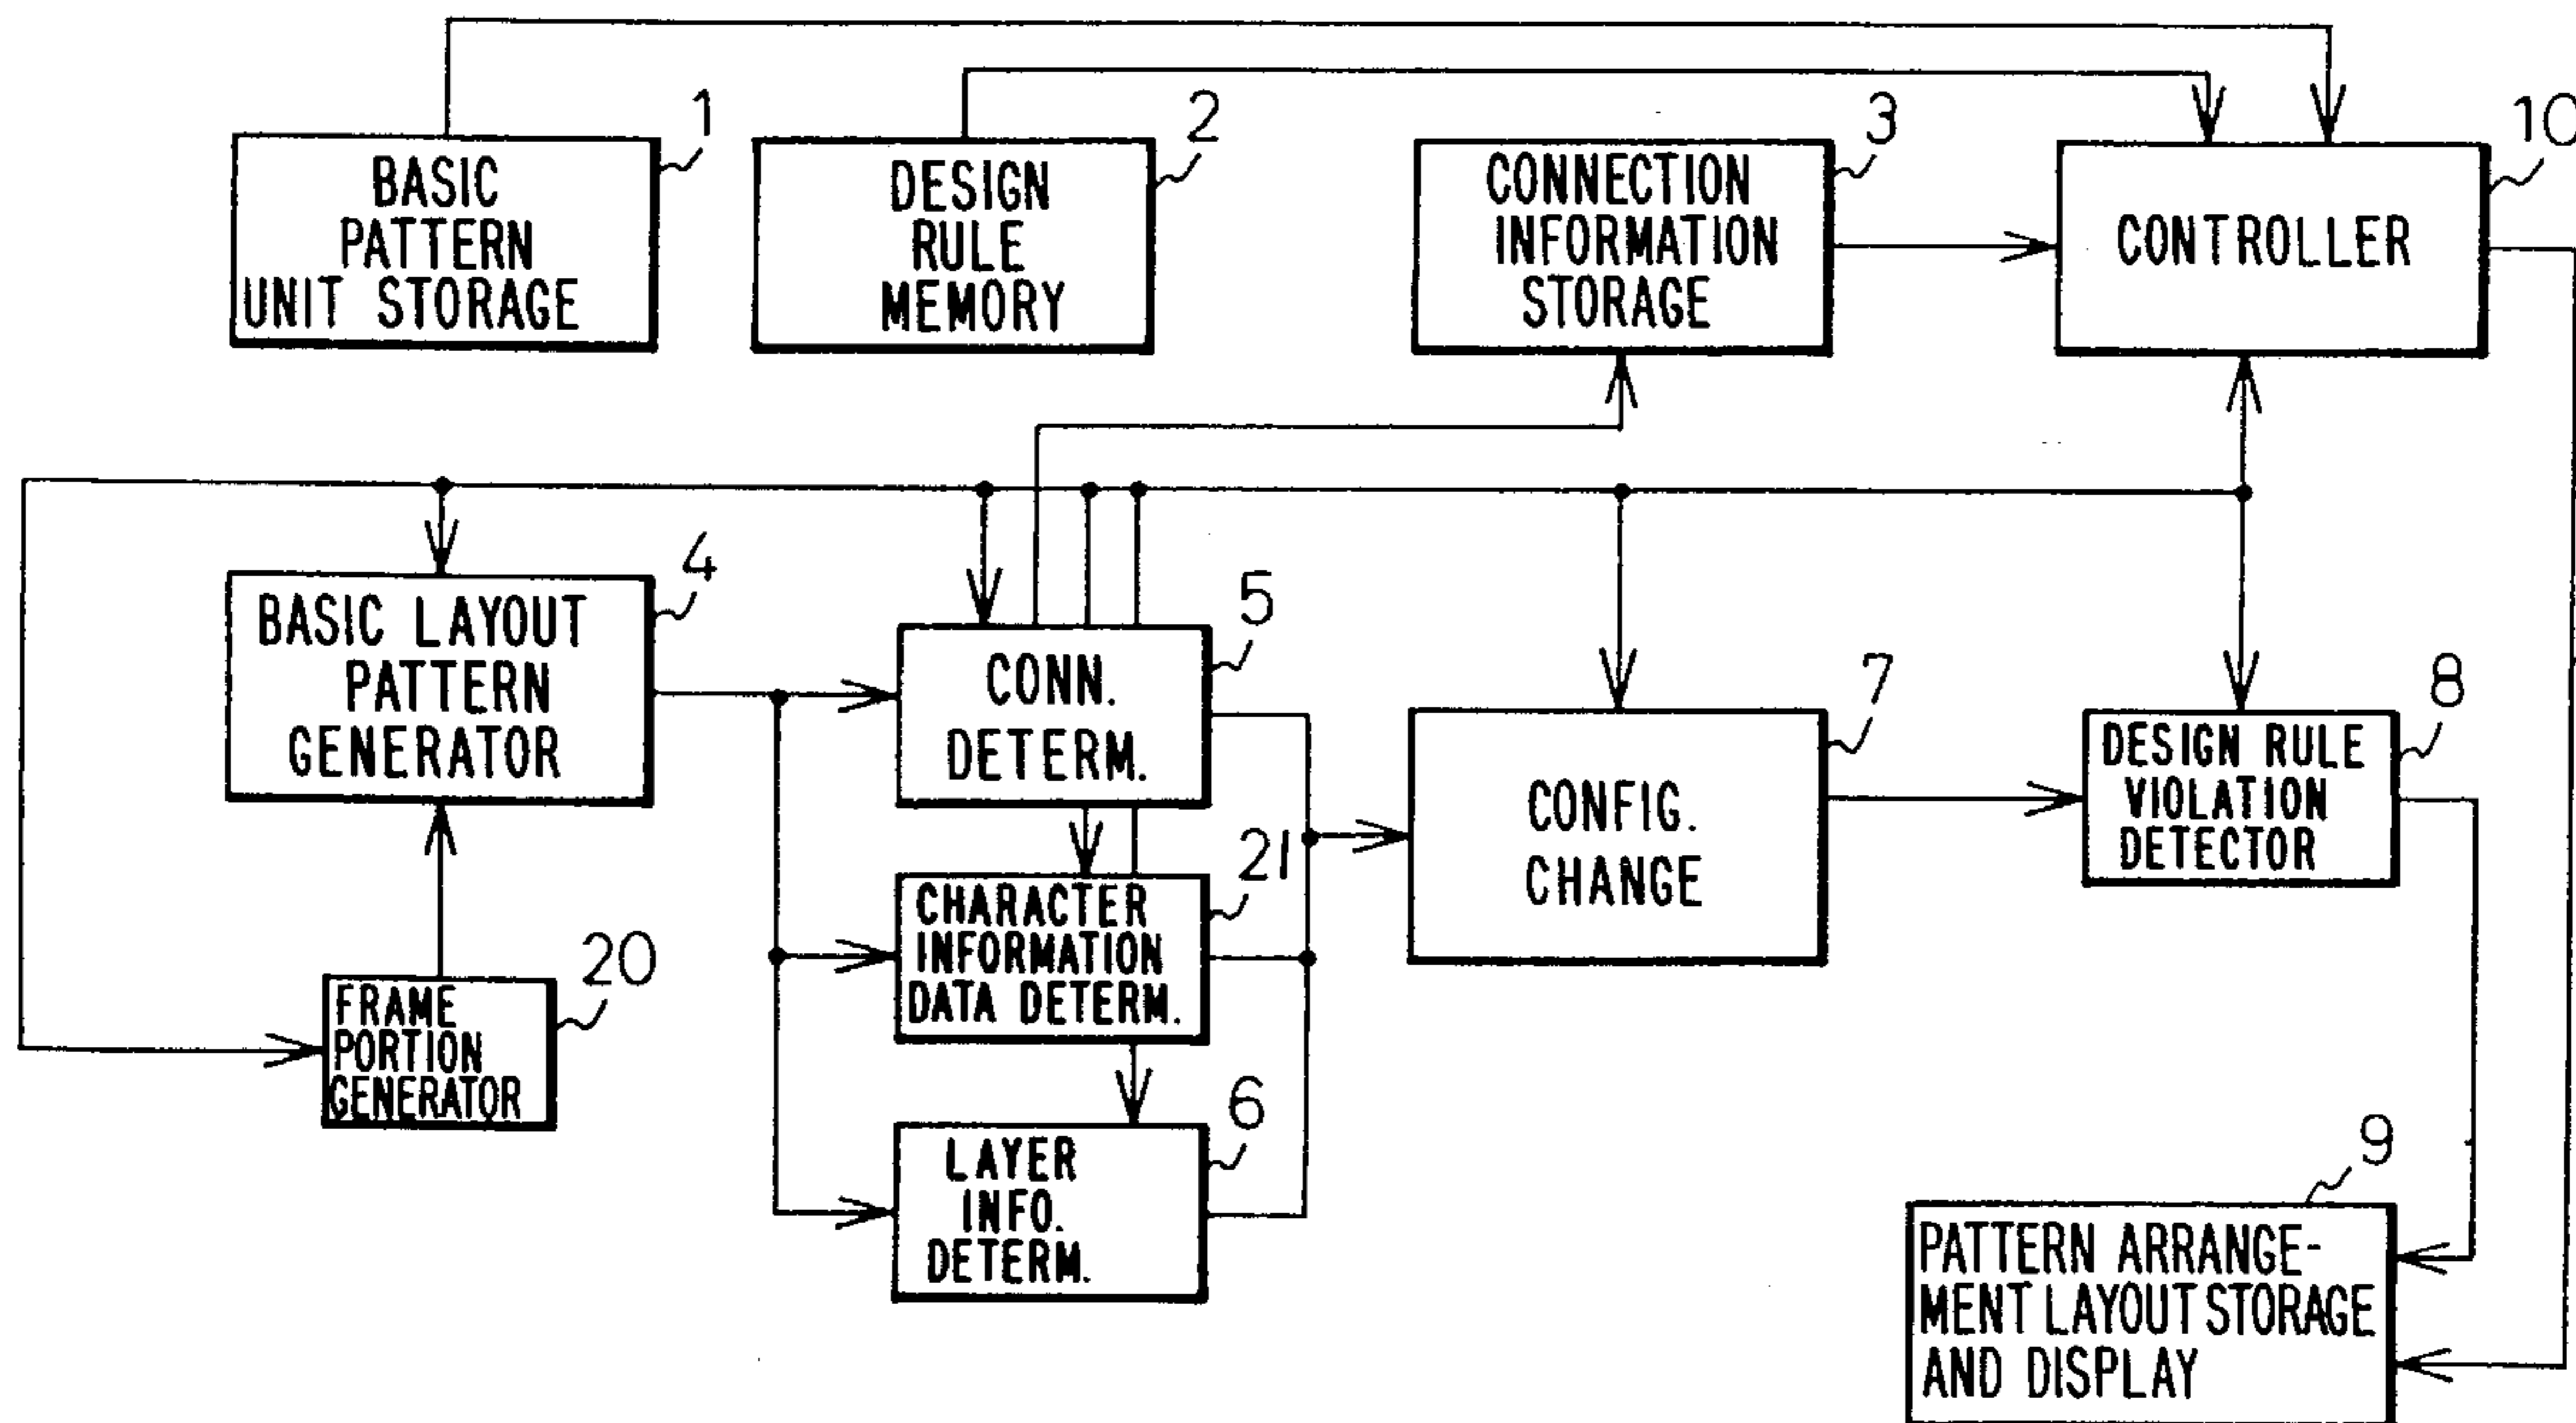 1
BASIC
PATTERN
UNIT STORAGE
2
DESIGN
RULE
MEMORY
3
CONNECTION
INFORMATION
STORAGE
10
CONTROLLER
4
BASIC LAYOUT
PATTERN
GENERATOR
5
CONN.
DETERM.
7
CONFIG.
CHANGE
8
DESIGN RULE
VIOLATION
DETECTOR
20
FRAME
PORTION
GENERATOR
21
CHARACTER
INFORMATION
DATA DETERM.
6
LAYER
INFO.
DETERM.
9
PATTERN ARRANGE-
MENT LAYOUT STORAGE
AND DISPLAY